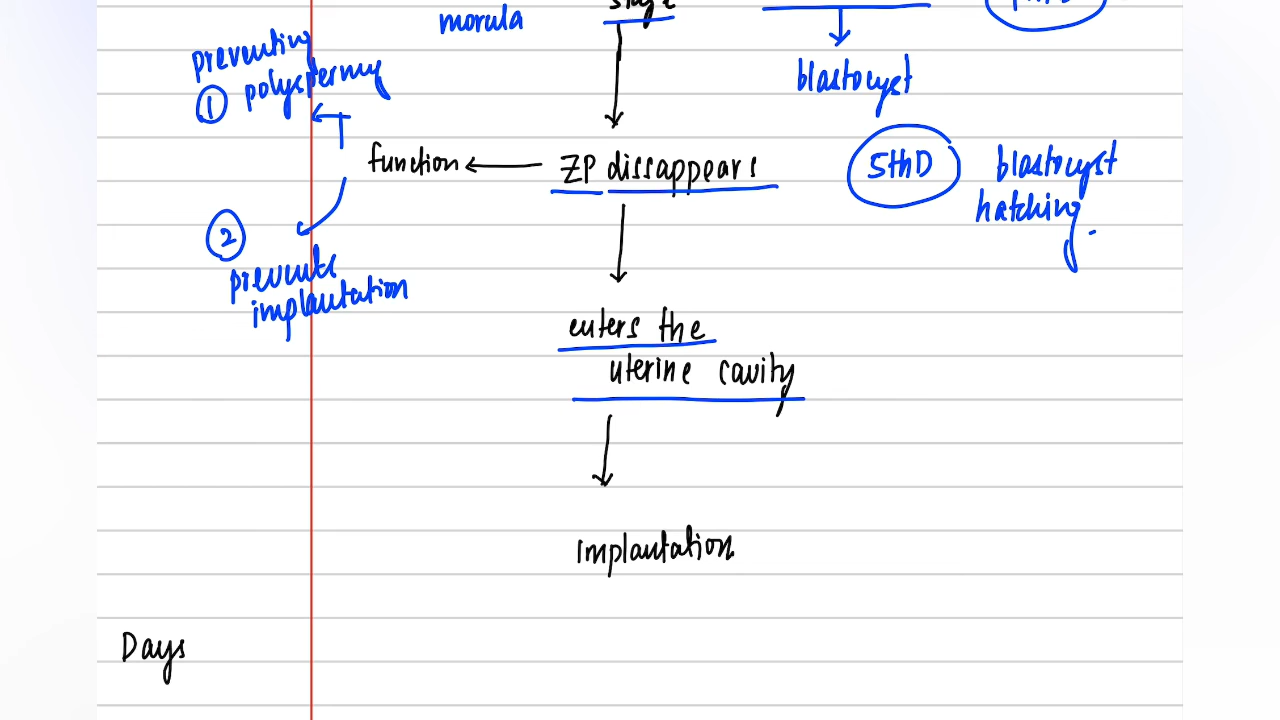 morula
stage
blastocyst
preventing
① polyspermy
function ← ZP dissappears
5thD
blastocyst
hatching
②
prevents
implantation
enters the
uterine cavity
implantation
Days